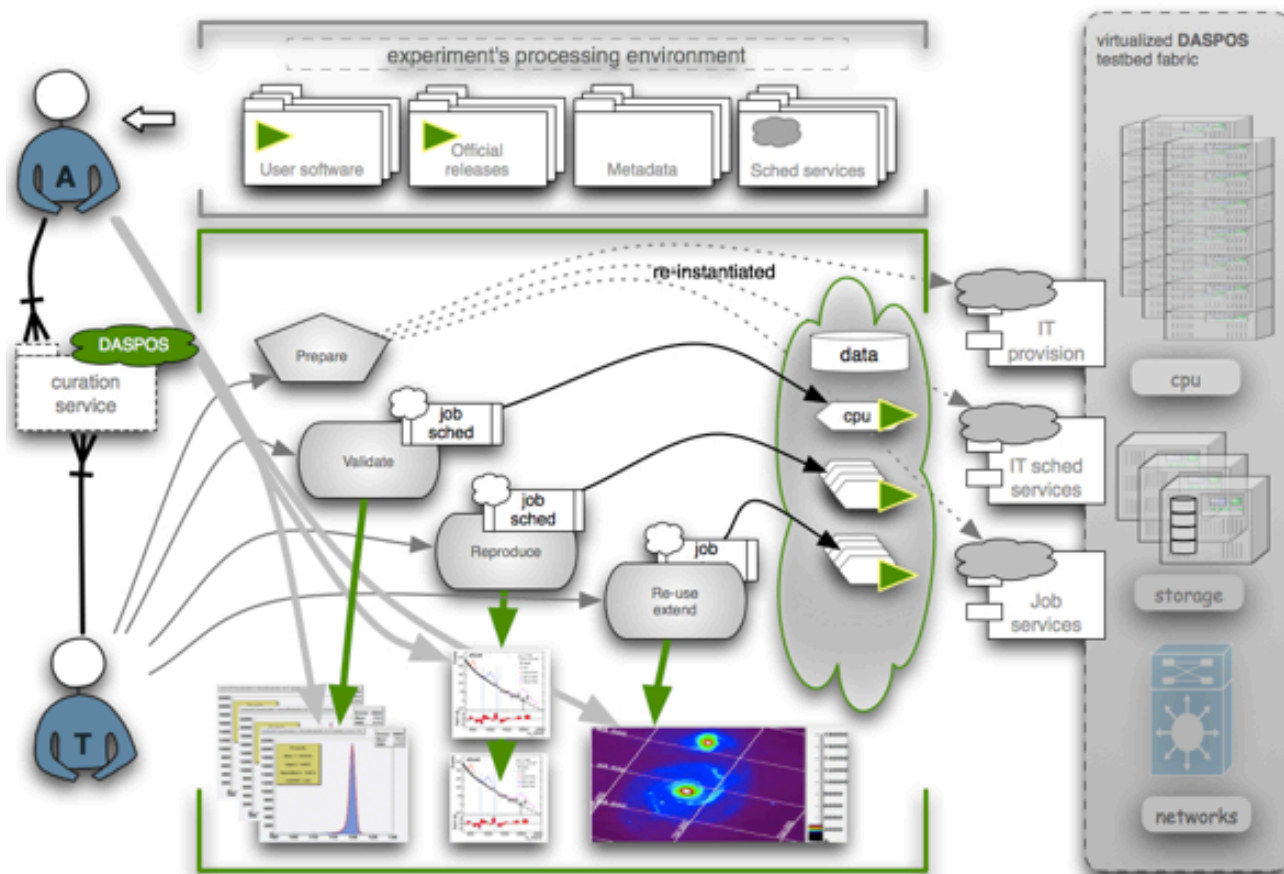 experiment's processing environment
virtualized DASPOS
testbed fabric
User software
Official
releases
Metadata
Sched services
A
re-instantiated
DASPOS
curation
service
Prepare
data
IT
provision
cpu
job
sched
cpu
Validate
IT sched
services
job
sched
Reproduce
job
Re-use
extend
storage
Job
services
T
networks